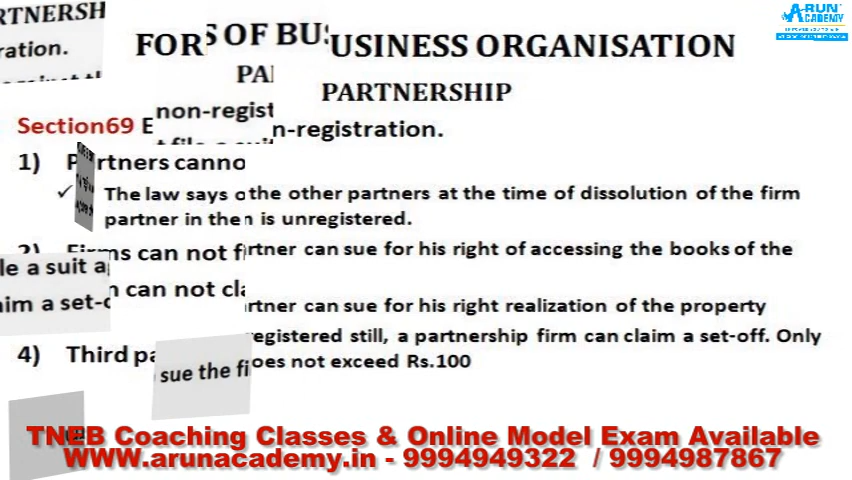 RTNERSH
ration.
FOR S OF BUS USINESS ORGANISATION
PAI PARTNERSHIP
non-regist n-registration.
Section69 E
1) Partners canno
✓ The law says o the other partners at the time of dissolution of the firm
partner in the n is unregistered.
2) Firms can not f rtner can sue for his right of accessing the books of the
le a suit a
n can not cla
im a set-o rtner can sue for his right realization of the property
registered still, a partnership firm can claim a set-off. Only
4) Third pa oes not exceed Rs.100
sue the fi
TNEB Coaching Classes & Online Model Exam Available
WWW.arunacademy.in - 9994949322 / 9994987867
ARUN
ACADEMY